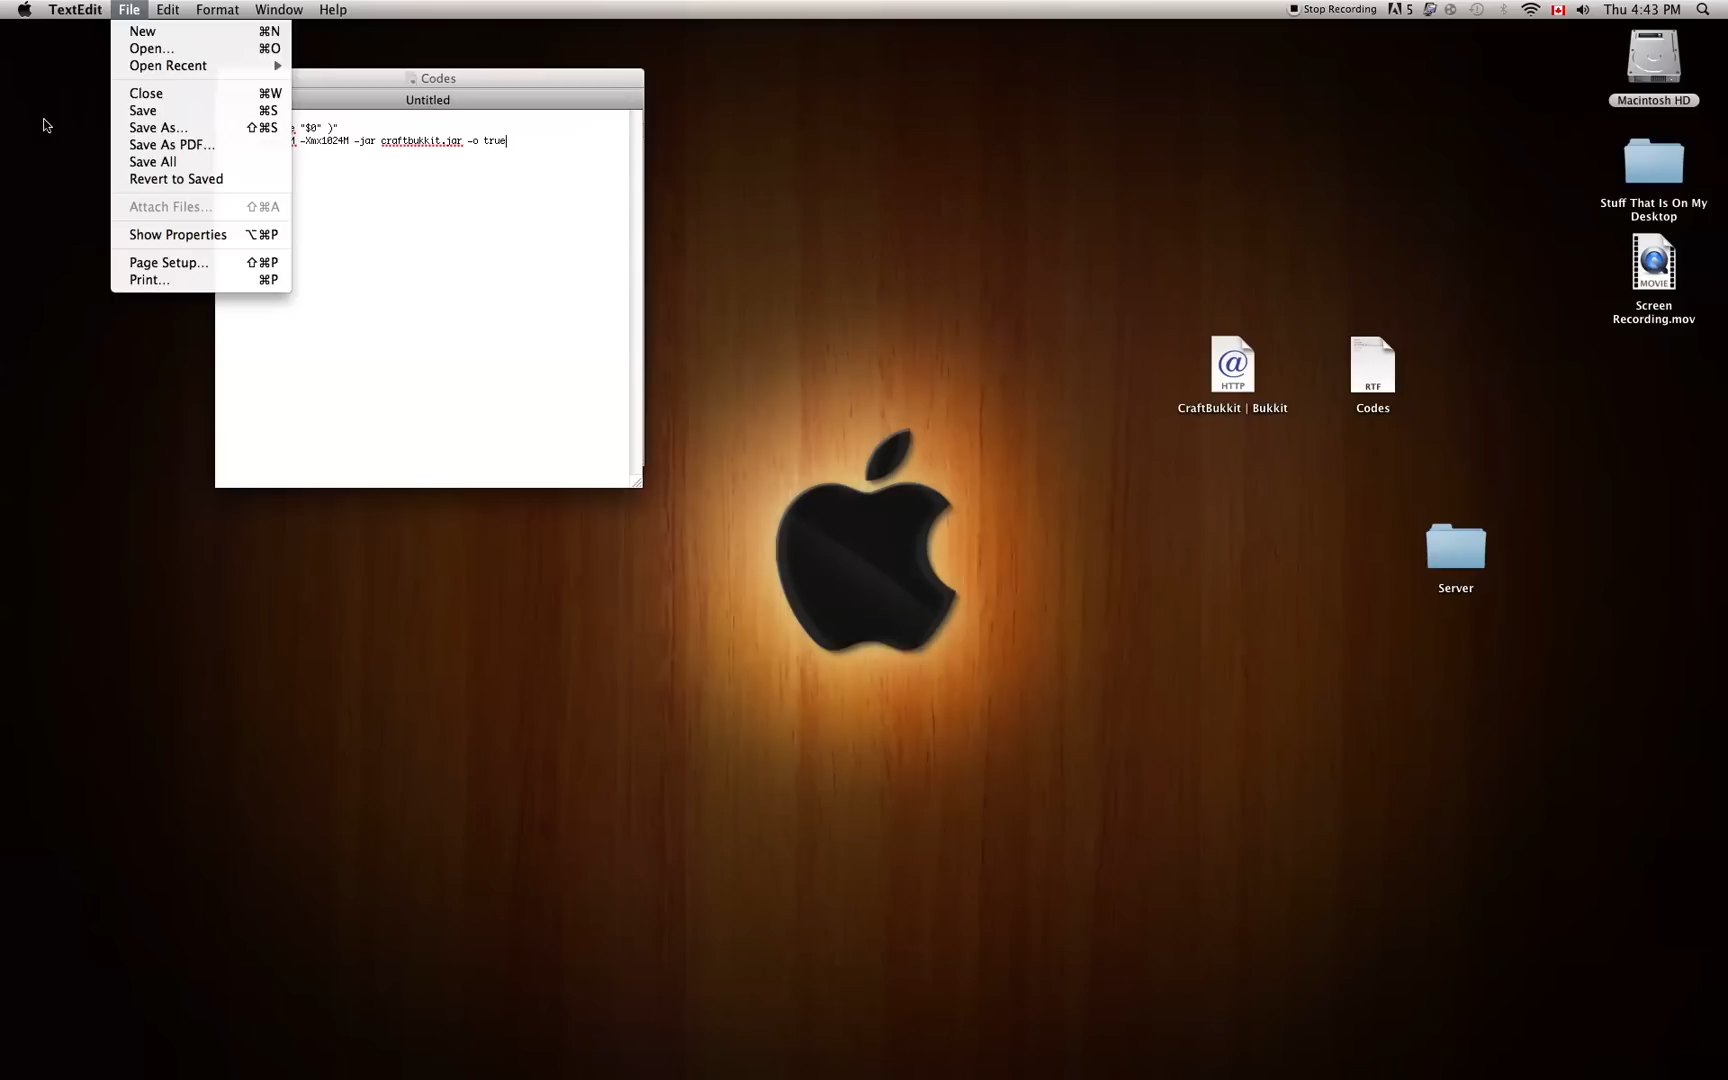 TextEdit File Edit Format Window Help Stop Recording 5 Thu 4:43 PM
New ⌘N
Open... ⌘O
Open Recent ▶
Close ⌘W
Save ⌘S
Save As... ⇧⌘S
Save As PDF...
Save All
Revert to Saved
Attach Files... ⇧⌘A
Show Properties ⌥⌘P
Page Setup... ⇧⌘P
Print... ⌘P
Codes
Untitled
"$0" )"
-Xmx1024M -jar craftbukkit.jar -o true
Macintosh HD
Stuff That Is On My
Desktop
MOVIE
Screen
Recording.mov
@
HTTP
CraftBukkit | Bukkit
RTF
Codes
Server